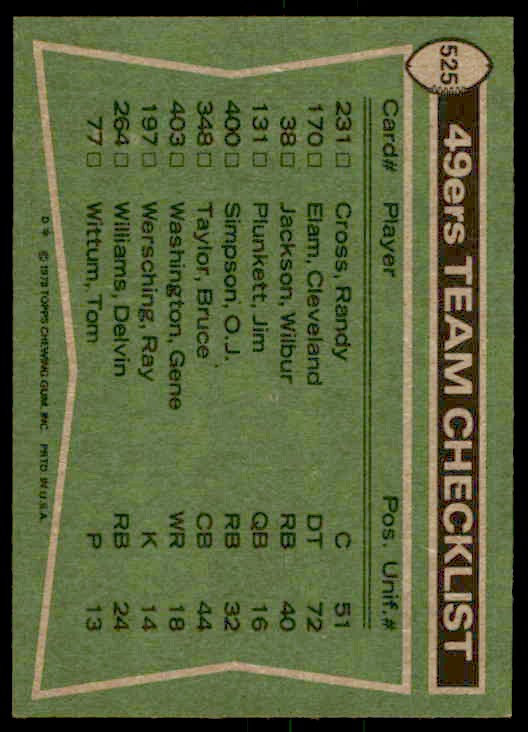 525
49ers TEAM CHECKLIST
Card# Player Pos. Unif.#
231 □ Cross, Randy C 51
170 □ Elam, Cleveland DT 72
38 □ Jackson, Wilbur RB 40
131 □ Plunkett, Jim QB 16
400 □ Simpson, O.J. RB 32
348 □ Taylor, Bruce CB 44
403 □ Washington, Gene WR 18
197 □ Wersching, Ray K 14
264 □ Williams, Delvin RB 24
77 □ Wittum, Tom P 13
D * © 1978 TOPPS CHEWING GUM, INC. PRTD. IN U.S.A.